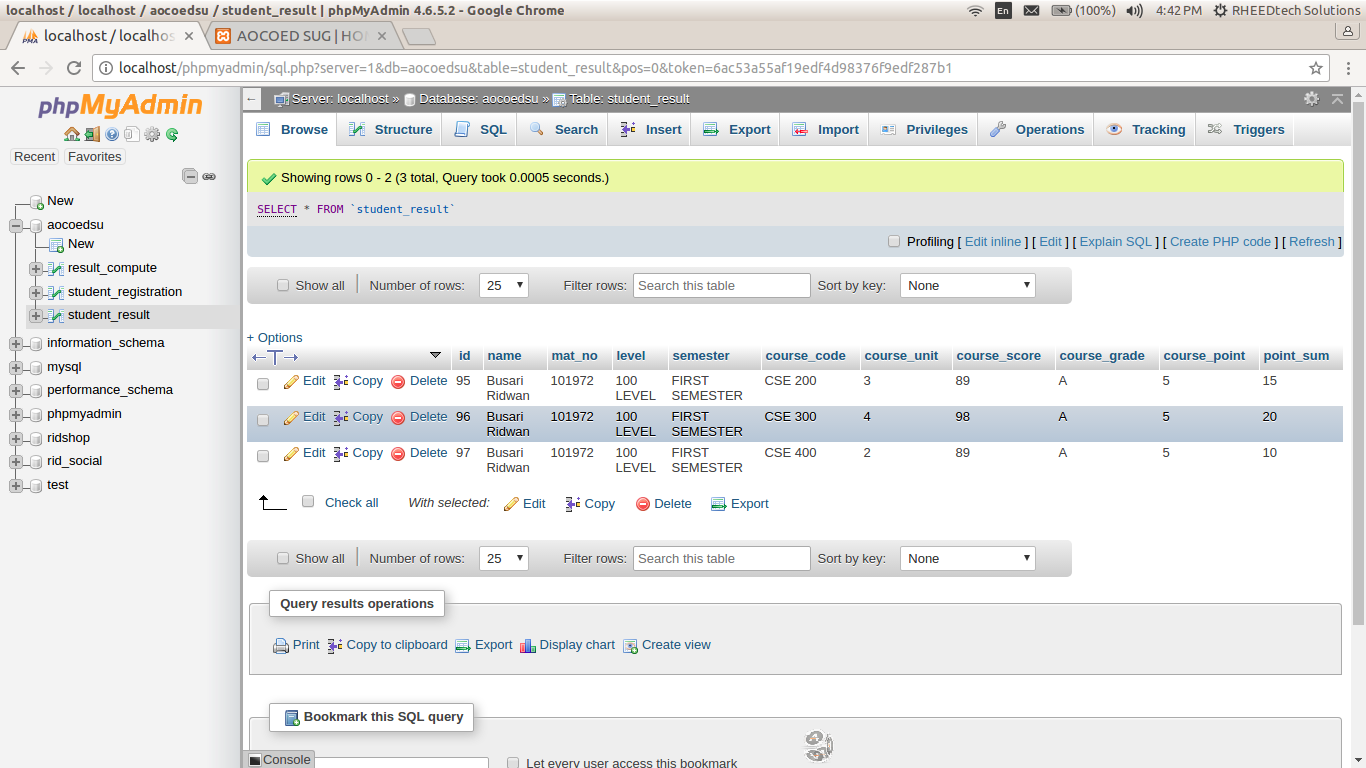 localhost / localhost / aocoedsu / student_result | phpMyAdmin 4.6.5.2 - Google Chrome
En
(100%)
4:42 PM
RHEEDtech Solutions
localhost / localhos
AOCOED SUG | HO
localhost/phpmyadmin/sql.php?server=1&db=aocoedsu&table=student_result&pos=0&token=6ac53a55af19edf4d98376f9edf287b1
phpMyAdmin
Recent Favorites
New
aocoedsu
New
result_compute
student_registration
student_result
information_schema
mysql
performance_schema
phpmyadmin
ridshop
rid_social
test
Server: localhost » Database: aocoedsu » Table: student_result
Browse Structure SQL Search Insert Export Import Privileges Operations Tracking Triggers
Showing rows 0 - 2 (3 total, Query took 0.0005 seconds.)
SELECT * FROM `student_result`
Profiling [ Edit inline ] [ Edit ] [ Explain SQL ] [ Create PHP code ] [ Refresh ]
Show all | Number of rows: 25 Filter rows: Search this table Sort by key: None
+ Options
←T→ id name mat_no level semester course_code course_unit course_score course_grade course_point point_sum
Edit Copy Delete 95 Busari Ridwan 101972 100 LEVEL FIRST SEMESTER CSE 200 3 89 A 5 15
Edit Copy Delete 96 Busari Ridwan 101972 100 LEVEL FIRST SEMESTER CSE 300 4 98 A 5 20
Edit Copy Delete 97 Busari Ridwan 101972 100 LEVEL FIRST SEMESTER CSE 400 2 89 A 5 10
Check all With selected: Edit Copy Delete Export
Show all | Number of rows: 25 Filter rows: Search this table Sort by key: None
Query results operations
Print Copy to clipboard Export Display chart Create view
Bookmark this SQL query
Console
Let every user access this bookmark